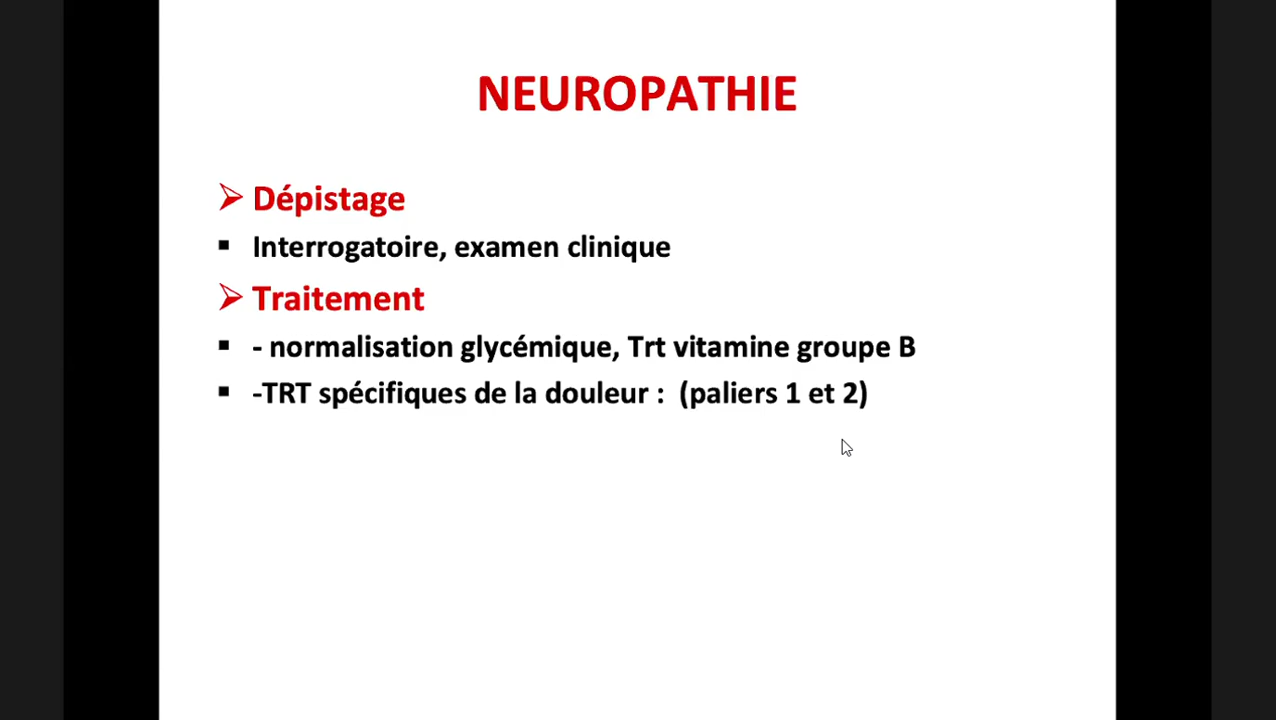 NEUROPATHIE
Dépistage
Interrogatoire, examen clinique
Traitement
- normalisation glycémique, Trt vitamine groupe B
-TRT spécifiques de la douleur : (paliers 1 et 2)